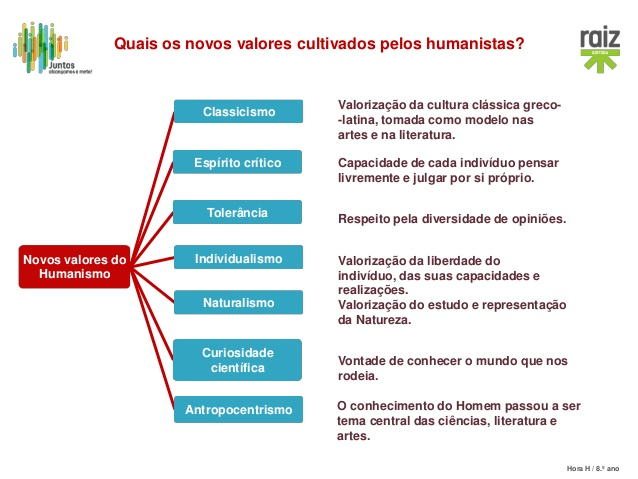 Quais os novos valores cultivados pelos humanistas?
Juntos
alcançamos a meta!
raiz
EDITORA
Classicismo
Valorização da cultura clássica greco-
-latina, tomada como modelo nas
artes e na literatura.
Espírito crítico
Capacidade de cada indivíduo pensar
livremente e julgar por si próprio.
Tolerância
Respeito pela diversidade de opiniões.
Novos valores do
Humanismo
Individualismo
Valorização da liberdade do
indivíduo, das suas capacidades e
realizações.
Naturalismo
Valorização do estudo e representação
da Natureza.
Curiosidade
científica
Vontade de conhecer o mundo que nos
rodeia.
Antropocentrismo
O conhecimento do Homem passou a ser
tema central das ciências, literatura e
artes.
Hora H / 8.º ano